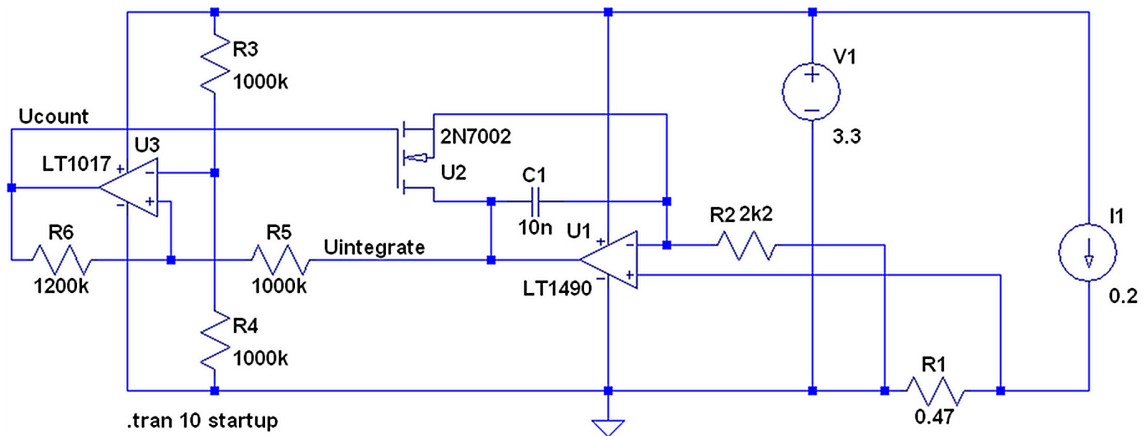 R3
1000k
V1
3.3
Ucount
U3
LT1017
2N7002
U2
C1
10n
U1
LT1490
R2 2k2
I1
0.2
R6
1200k
R5
1000k
Uintegrate
R4
1000k
R1
0.47
.tran 10 startup